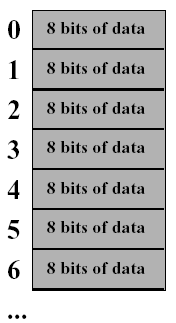 0 8 bits of data
1 8 bits of data
2 8 bits of data
3 8 bits of data
4 8 bits of data
5 8 bits of data
6 8 bits of data
...